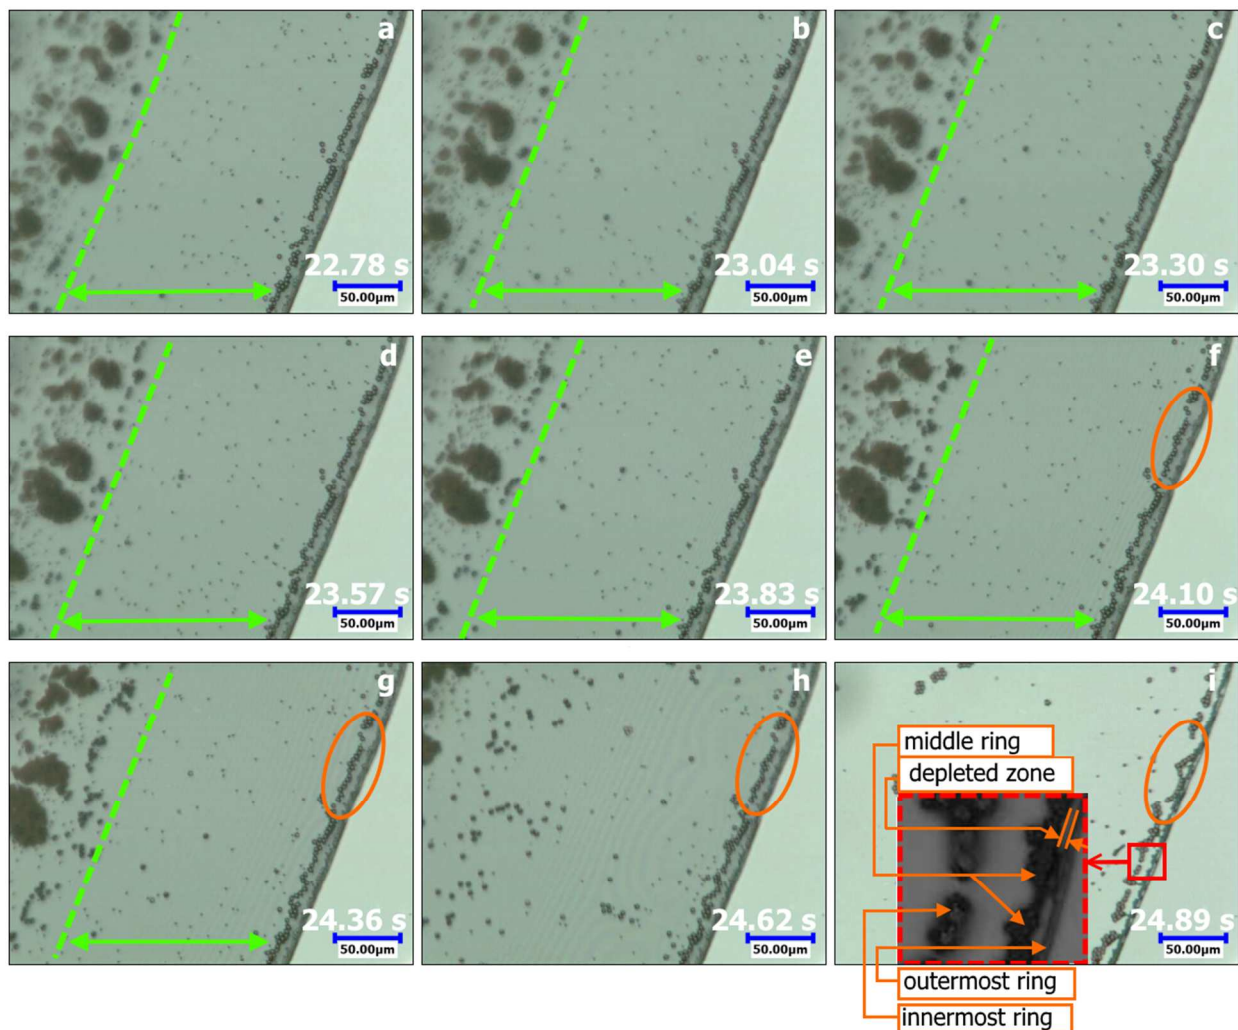 a
22.78 s
50.00µm
b
23.04 s
50.00µm
c
23.30 s
50.00µm
d
23.57 s
50.00µm
e
23.83 s
50.00µm
f
24.10 s
50.00µm
g
24.36 s
50.00µm
h
24.62 s
50.00µm
i
middle ring
depleted zone
24.89 s
50.00µm
outermost ring
innermost ring